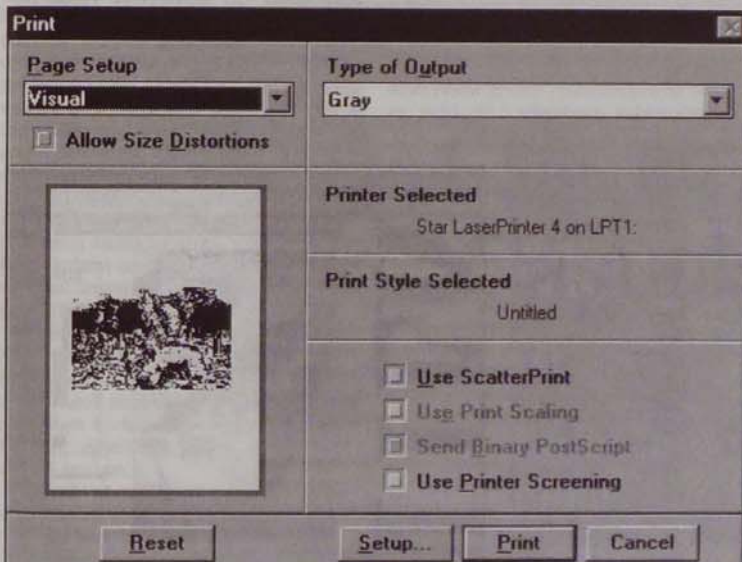 Print
Page Setup
Visual
Allow Size Distortions
Type of Output
Gray
Printer Selected
Star LaserPrinter 4 on LPT1:
Print Style Selected
Untitled
Use ScatterPrint
Use Print Scaling
Send Binary PostScript
Use Printer Screening
Reset
Setup...
Print
Cancel